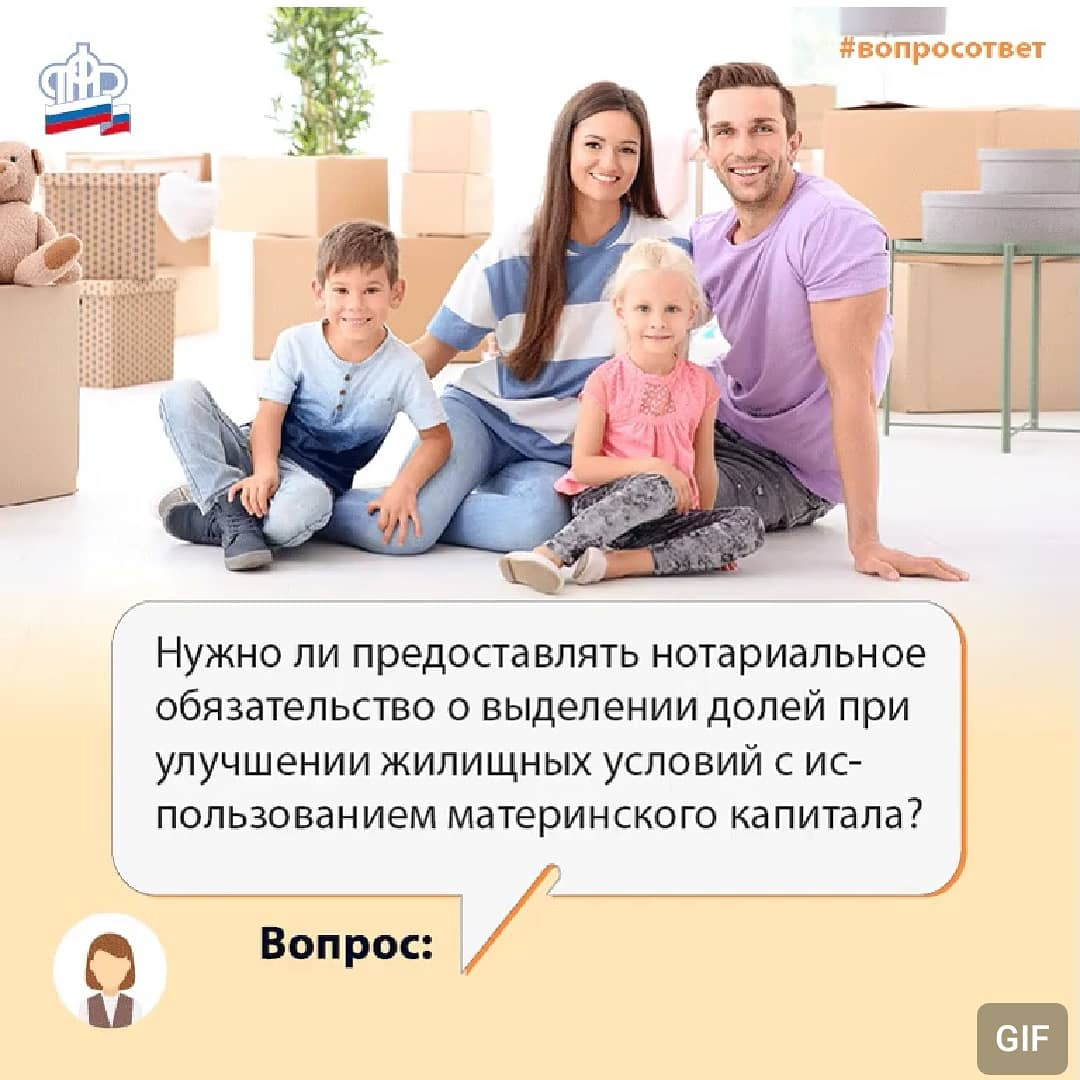 #вопросответ
Нужно ли предоставлять нотариальное
обязательство о выделении долей при
улучшении жилищных условий с ис-
пользованием материнского капитала?
Вопрос:
GIF